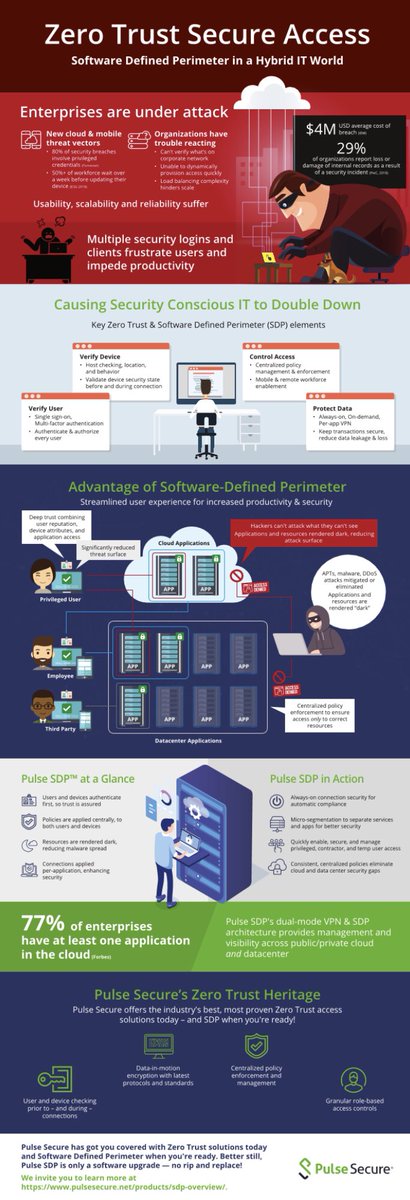 Zero Trust Secure Access
Software Defined Perimeter in a Hybrid IT World
Enterprises are under attack
New cloud & mobile
threat vectors
• 80% of security breaches
involve privileged
credentials
• 50%+ of workforce wait over
a week before updating their
device
Organizations have
trouble reacting
• Can't verify what's on
corporate network
• Unable to dynamically
provision access quickly
• Load balancing complexity
hinders scale
$4M USD average cost of
breach (IBM)
29%
of organizations report loss or
damage of internal records as a result
of a security incident (PwC, 2018)
Usability, scalability and reliability suffer
Multiple security logins and
clients frustrate users and
impede productivity
Causing Security Conscious IT to Double Down
Key Zero Trust & Software Defined Perimeter (SDP) elements
Verify Device
• Host checking, location,
and behavior
• Validate device security state
before and during connection
Control Access
• Centralized policy
management & enforcement
• Mobile & remote workforce
enablement
Verify User
• Single sign-on,
Multi-factor authentication
• Authenticate & authorize
every user
Protect Data
• Always-on, On-demand,
Per-app VPN
• Keep transactions secure,
reduce data leakage & loss
Advantage of Software-Defined Perimeter
Streamlined user experience for increased productivity & security
Deep trust combining
user reputation,
device attributes, and
application access
Significantly reduced
threat surface
Cloud Applications
Hackers can't attack what they can't see
Applications and resources rendered dark, reducing
attack surface
APP
APP
APP
APP
ACCESS
DENIED
APTs, malware, DDoS
attacks mitigated or
eliminated
Applications and
resources are
rendered "dark"
Privileged User
APP
APP
APP
APP
Employee
ACCESS
DENIED
APP
APP
APP
APP
Third Party
Centralized policy
enforcement to ensure
access only to correct
resources
Datacenter Applications
Pulse SDP™ at a Glance
Users and devices authenticate
first, so trust is assured
Policies are applied centrally, to
both users and devices
Resources are rendered dark,
reducing malware spread
Connections applied
per-application, enhancing
security
Pulse SDP in Action
Always-on connection security for
automatic compliance
Micro-segmentation to separate services
and apps for better security
Quickly enable, secure, and manage
privileged, contractor, and temp user access
Consistent, centralized policies eliminate
cloud and data center security gaps
77% of enterprises
have at least one application
in the cloud (Forbes)
Pulse SDP's dual-mode VPN & SDP
architecture provides management and
visibility across public/private cloud
and datacenter
Pulse Secure's Zero Trust Heritage
Pulse Secure offers the industry's best, most proven Zero Trust access
solutions today – and SDP when you're ready!
User and device checking
prior to – and during –
connections
Data-in-motion
encryption with latest
protocols and standards
Centralized policy
enforcement and
management
Granular role-based
access controls
Pulse Secure has got you covered with Zero Trust solutions today
and Software Defined Perimeter when you're ready. Better still,
Pulse SDP is only a software upgrade — no rip and replace!
We invite you to learn more at
https://www.pulsesecure.net/products/sdp-overview/.
Pulse Secure®